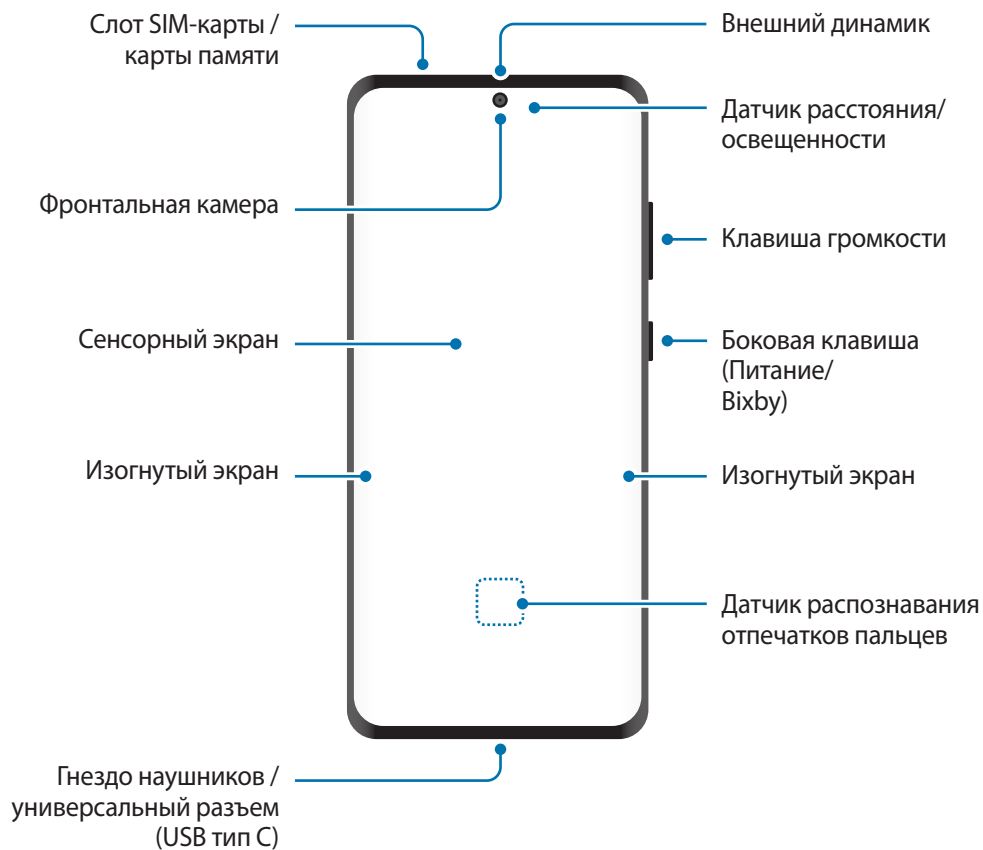 Слот SIM-карты /
карты памяти
Внешний динамик
Датчик расстояния/
освещенности
Фронтальная камера
Клавиша громкости
Сенсорный экран
Боковая клавиша
(Питание/
Bixby)
Изогнутый экран
Изогнутый экран
Датчик распознавания
отпечатков пальцев
Гнездо наушников /
универсальный разъем
(USB тип C)